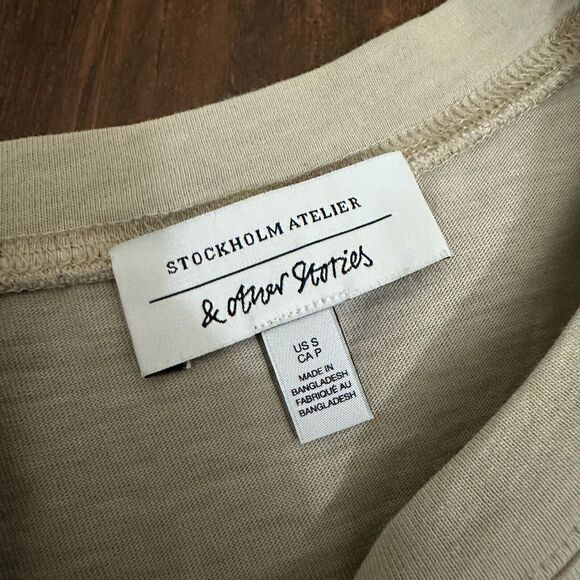 STOCKHOLM ATELIER
& other Stories
US S
CA P
MADE IN
BANGLADESH
FABRIQUÉ AU
BANGLADESH